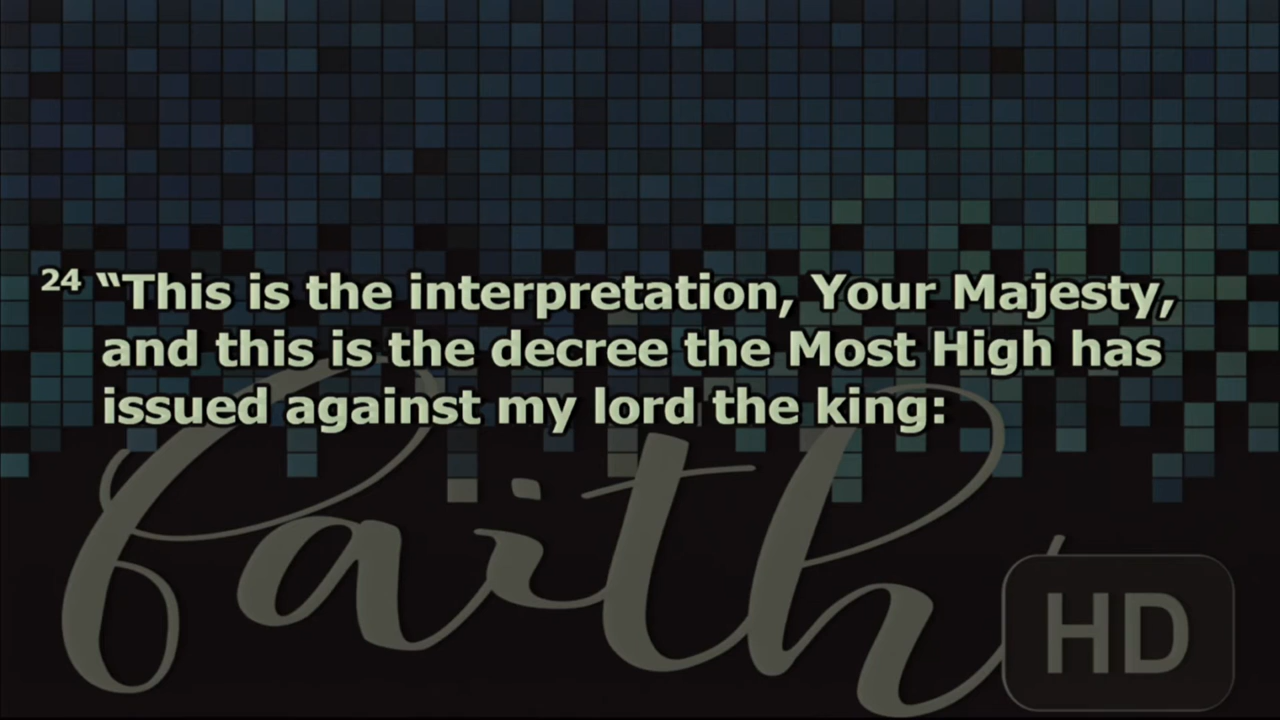 24 “This is the interpretation, Your Majesty,
and this is the decree the Most High has
issued against my lord the king:
faith
HD